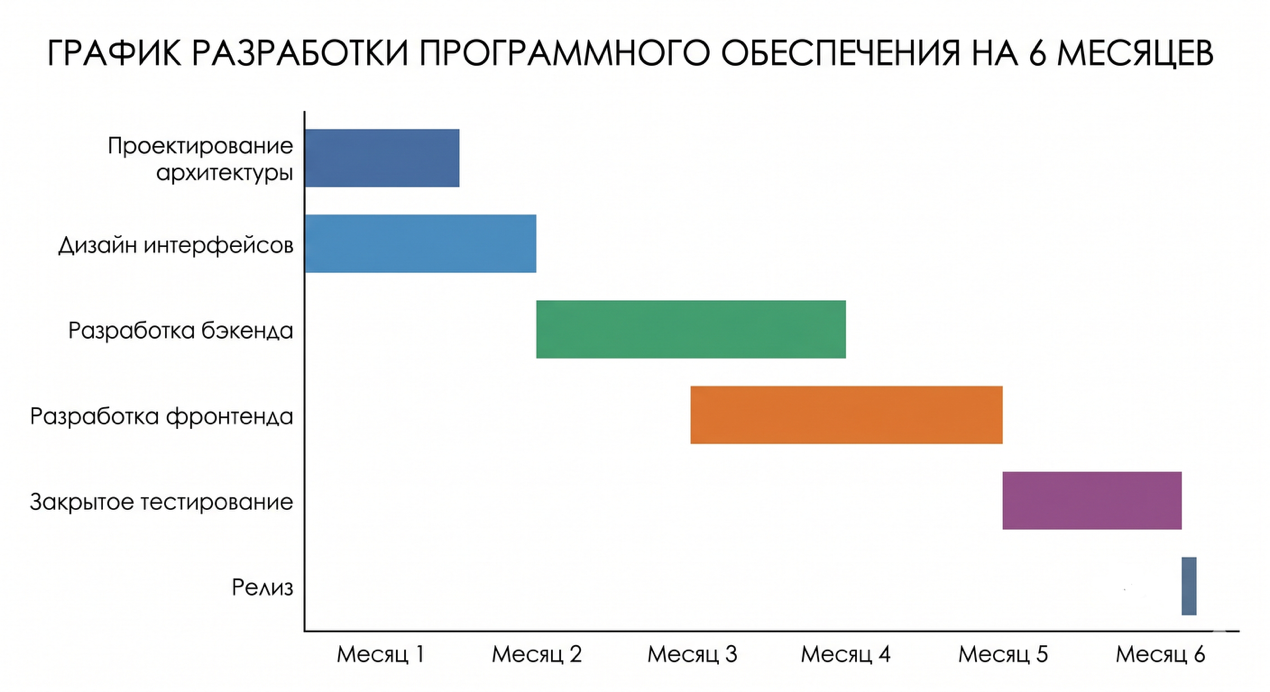 ГРАФИК РАЗРАБОТКИ ПРОГРАММНОГО ОБЕСПЕЧЕНИЯ НА 6 МЕСЯЦЕВ
Проектирование
архитектуры
Дизайн интерфейсов
Разработка бэкенда
Разработка фронтенда
Закрытое тестирование
Релиз
Месяц 1 Месяц 2 Месяц 3 Месяц 4 Месяц 5 Месяц 6